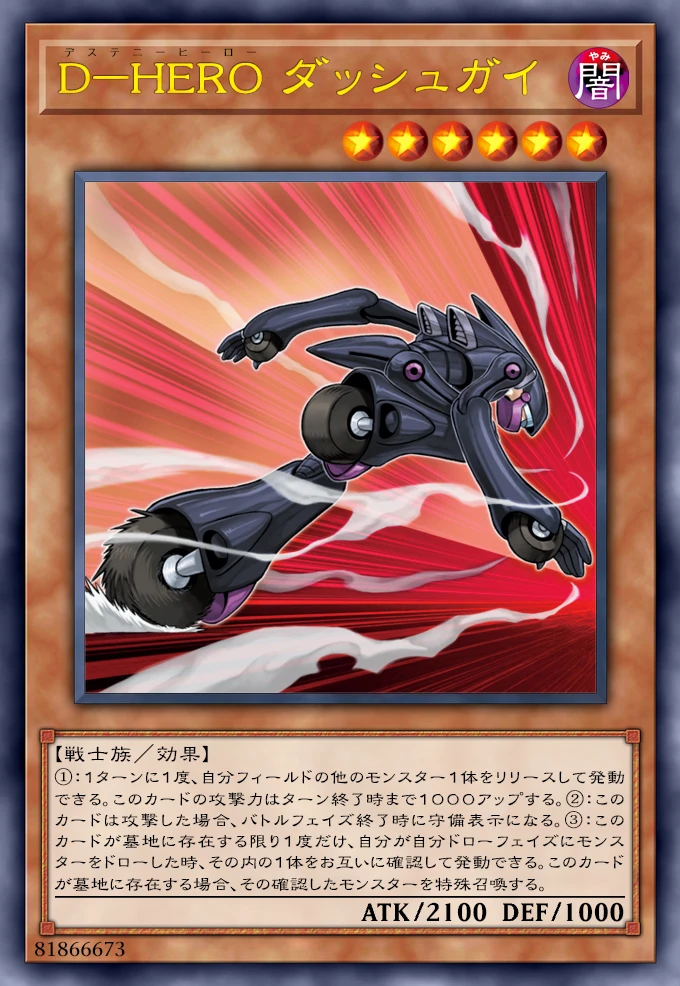 デステニーヒーロー
D-HERO ダッシュガイ
やみ
闇
【戦士族/効果】
①:1ターンに1度、自分フィールドの他のモンスター1体をリリースして発動
できる。このカードの攻撃力はターン終了時まで1000アップする。②:この
カードは攻撃した場合、バトルフェイズ終了時に守備表示になる。③:この
カードが墓地に存在する限り1度だけ、自分が自分ドローフェイズにモンス
ターをドローした時、その内の1体をお互いに確認して発動できる。このカード
が墓地に存在する場合、その確認したモンスターを特殊召喚する。
ATK/2100 DEF/1000
81866673